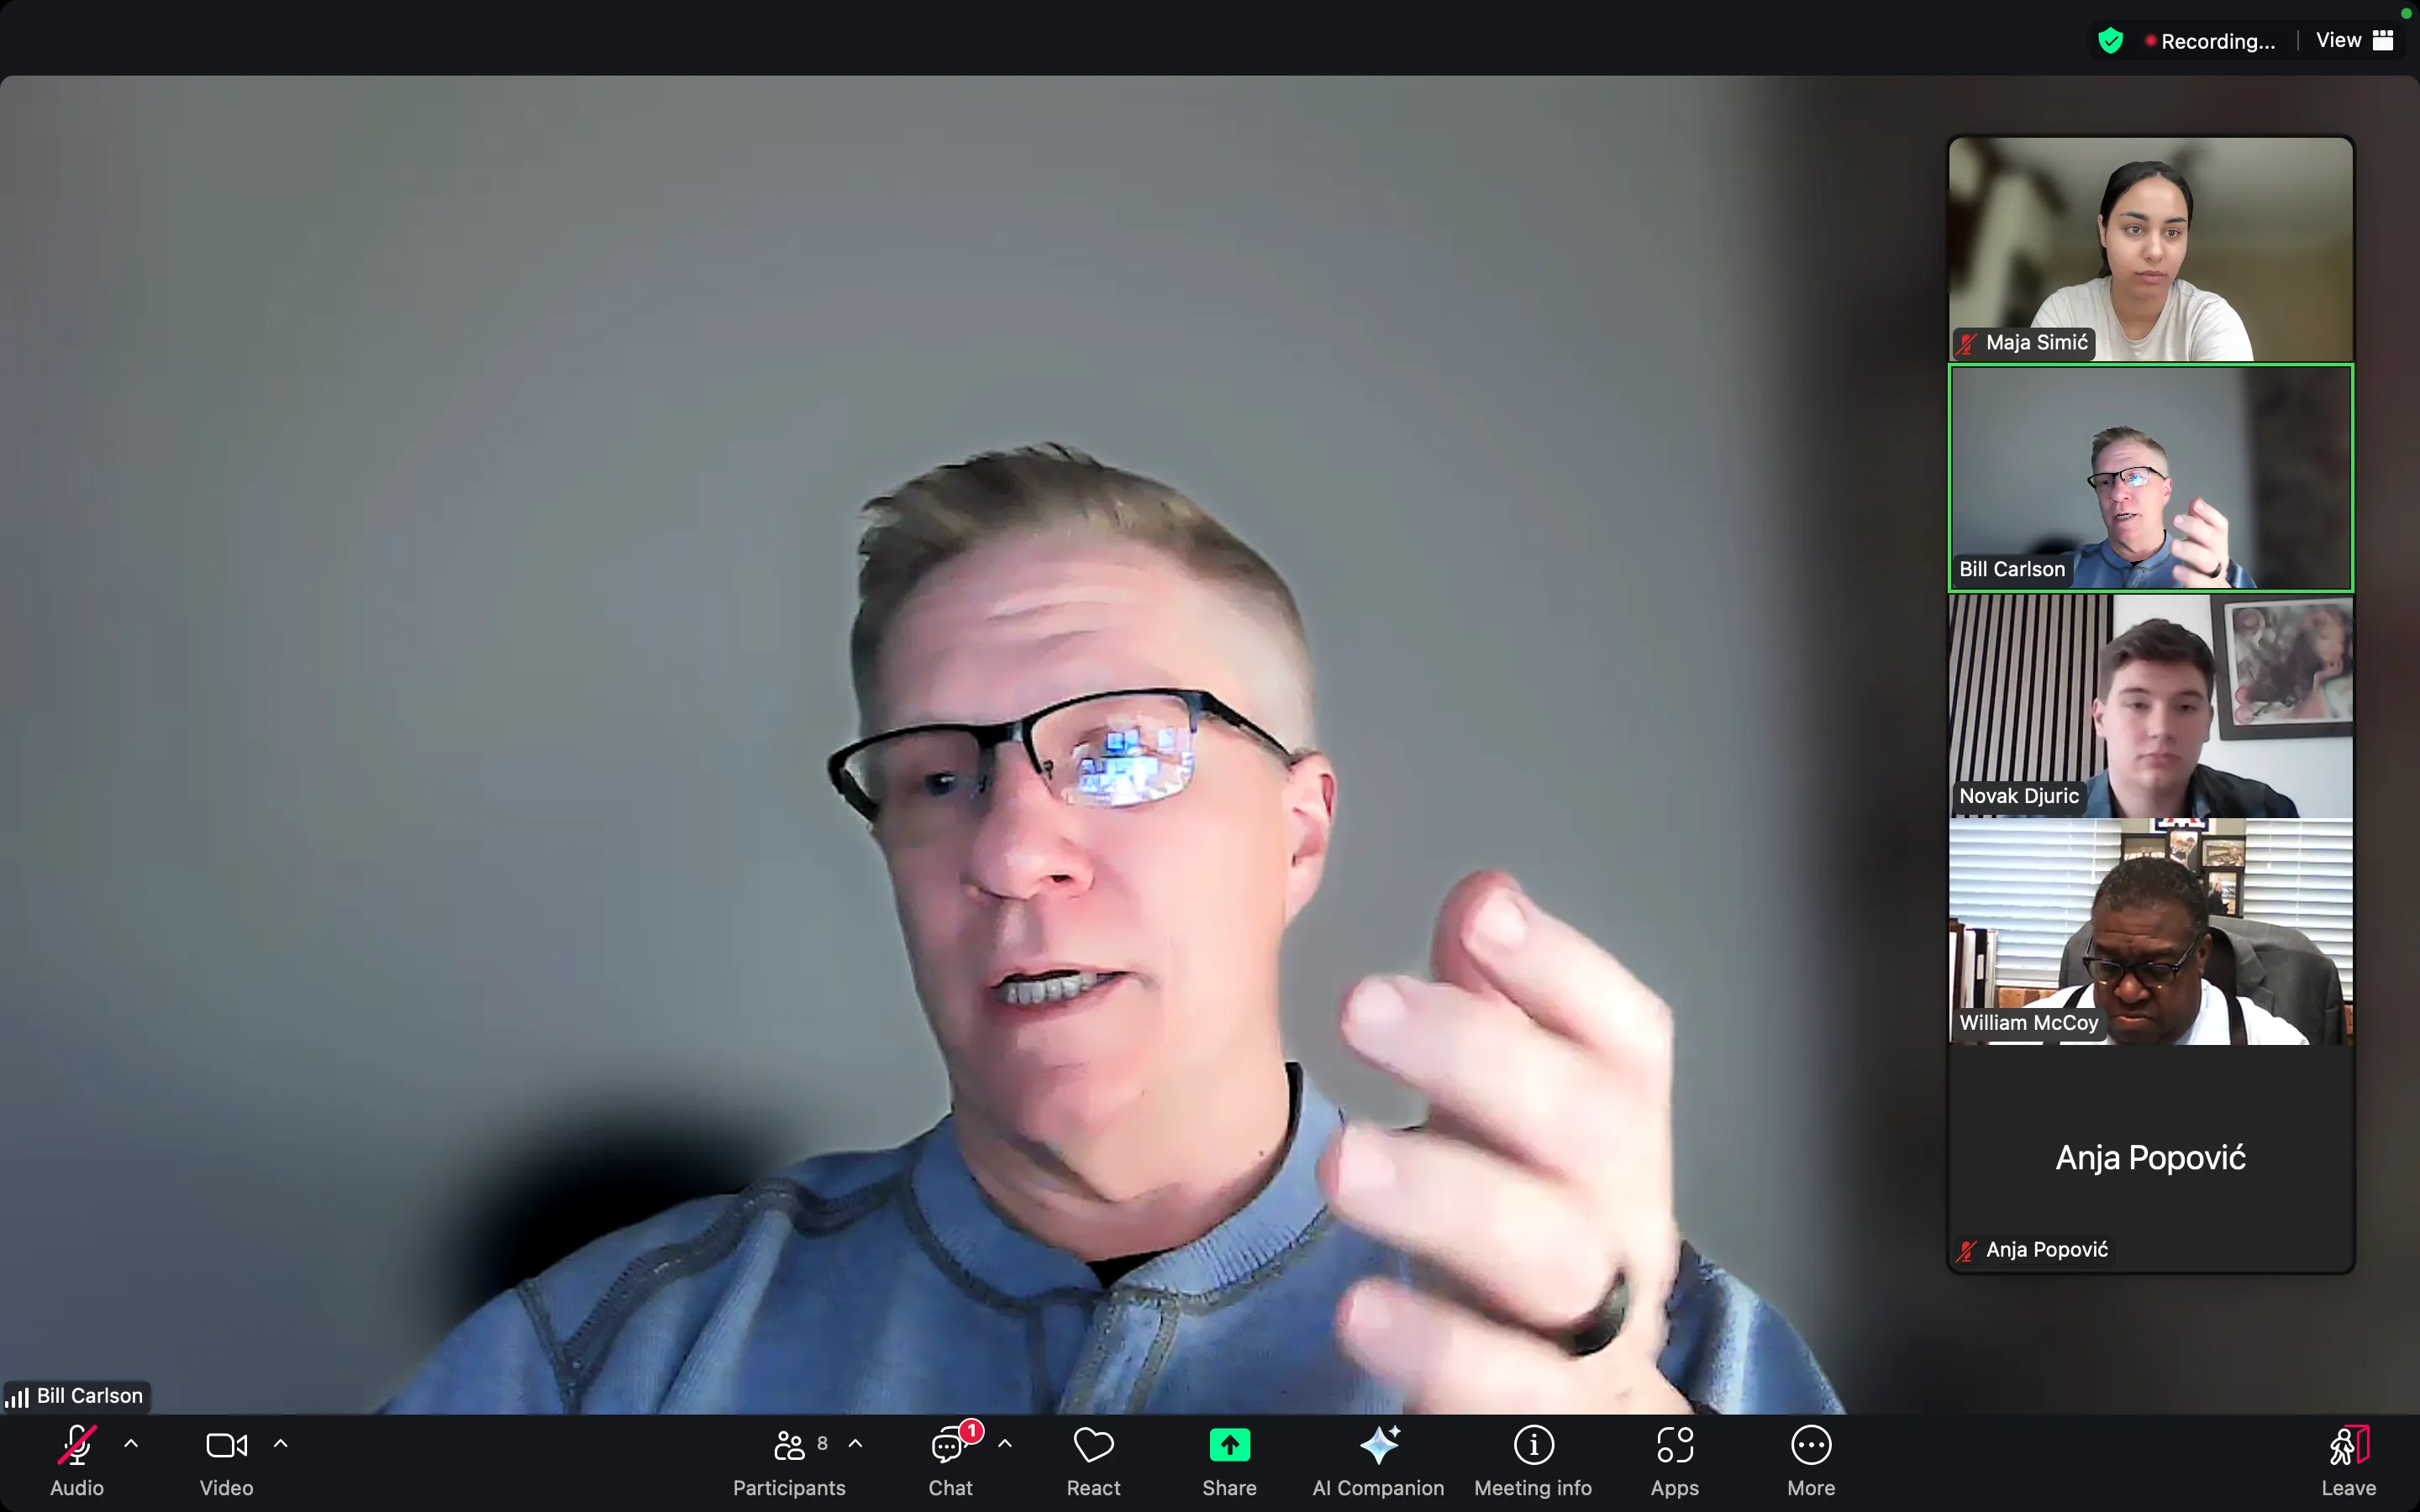 Recording...
View
Maja Simić
Bill Carlson
Novak Djuric
William McCoy
Anja Popović
Anja Popović
Bill Carlson
8
1
Audio
Video
Participants
Chat
React
Share
AI Companion
Meeting info
Apps
More
Leave